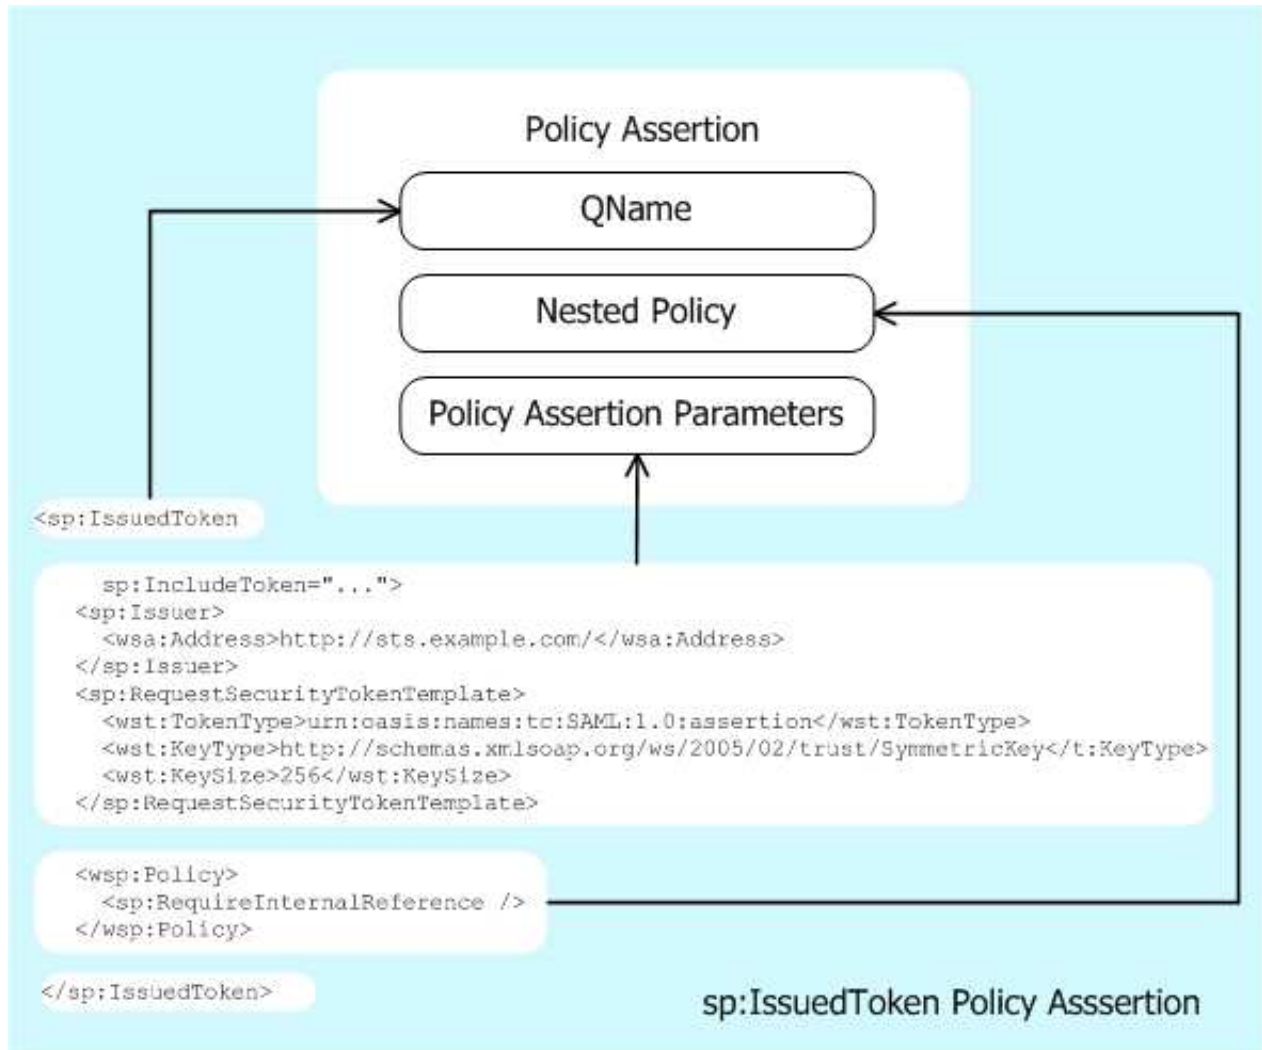 Policy Assertion
QName
Nested Policy
Policy Assertion Parameters
<sp:IssuedToken
sp:IncludeToken="...">
<sp:Issuer>
<wsa:Address>http://sts.example.com/</wsa:Address>
</sp:Issuer>
<sp:RequestSecurityTokenTemplate>
<wst:TokenType>urn:oasis:names:tc:SAML:1.0:assertion</wst:TokenType>
<wst:KeyType>http://schemas.xmlsoap.org/ws/2005/02/trust/SymmetricKey</t:KeyType>
<wst:KeySize>256</wst:KeySize>
</sp:RequestSecurityTokenTemplate>
<wsp:Policy>
<sp:RequireInternalReference />
</wsp:Policy>
</sp:IssuedToken>
sp:IssuedToken Policy Asssertion